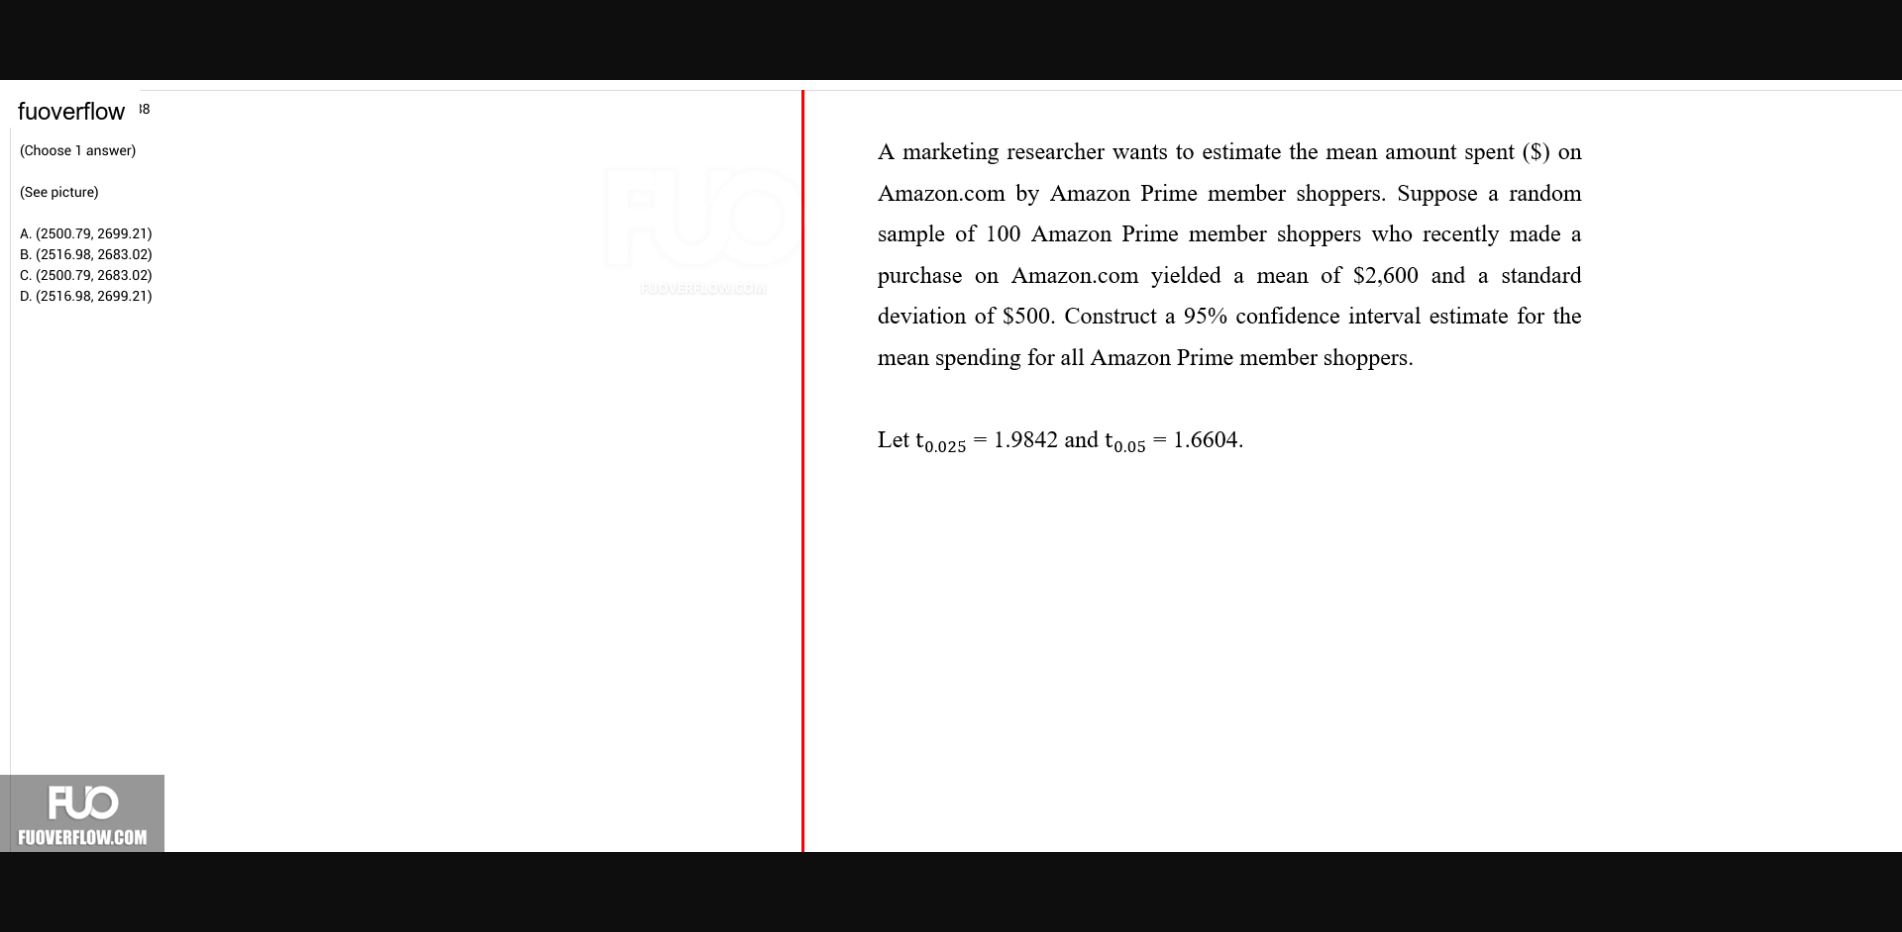 fuoverflow 38
(Choose 1 answer)
(See picture)
A. (2500.79, 2699.21)
B. (2516.98, 2683.02)
C. (2500.79, 2683.02)
D. (2516.98, 2699.21)
FUO
FUOVERFLOW.COM
A marketing researcher wants to estimate the mean amount spent ($) on
Amazon.com by Amazon Prime member shoppers. Suppose a random
sample of 100 Amazon Prime member shoppers who recently made a
purchase on Amazon.com yielded a mean of $2,600 and a standard
deviation of $500. Construct a 95% confidence interval estimate for the
mean spending for all Amazon Prime member shoppers.
Let t₀.₀₂₅ = 1.9842 and t₀.₀₅ = 1.6604.
FUO
FUOVERFLOW.COM